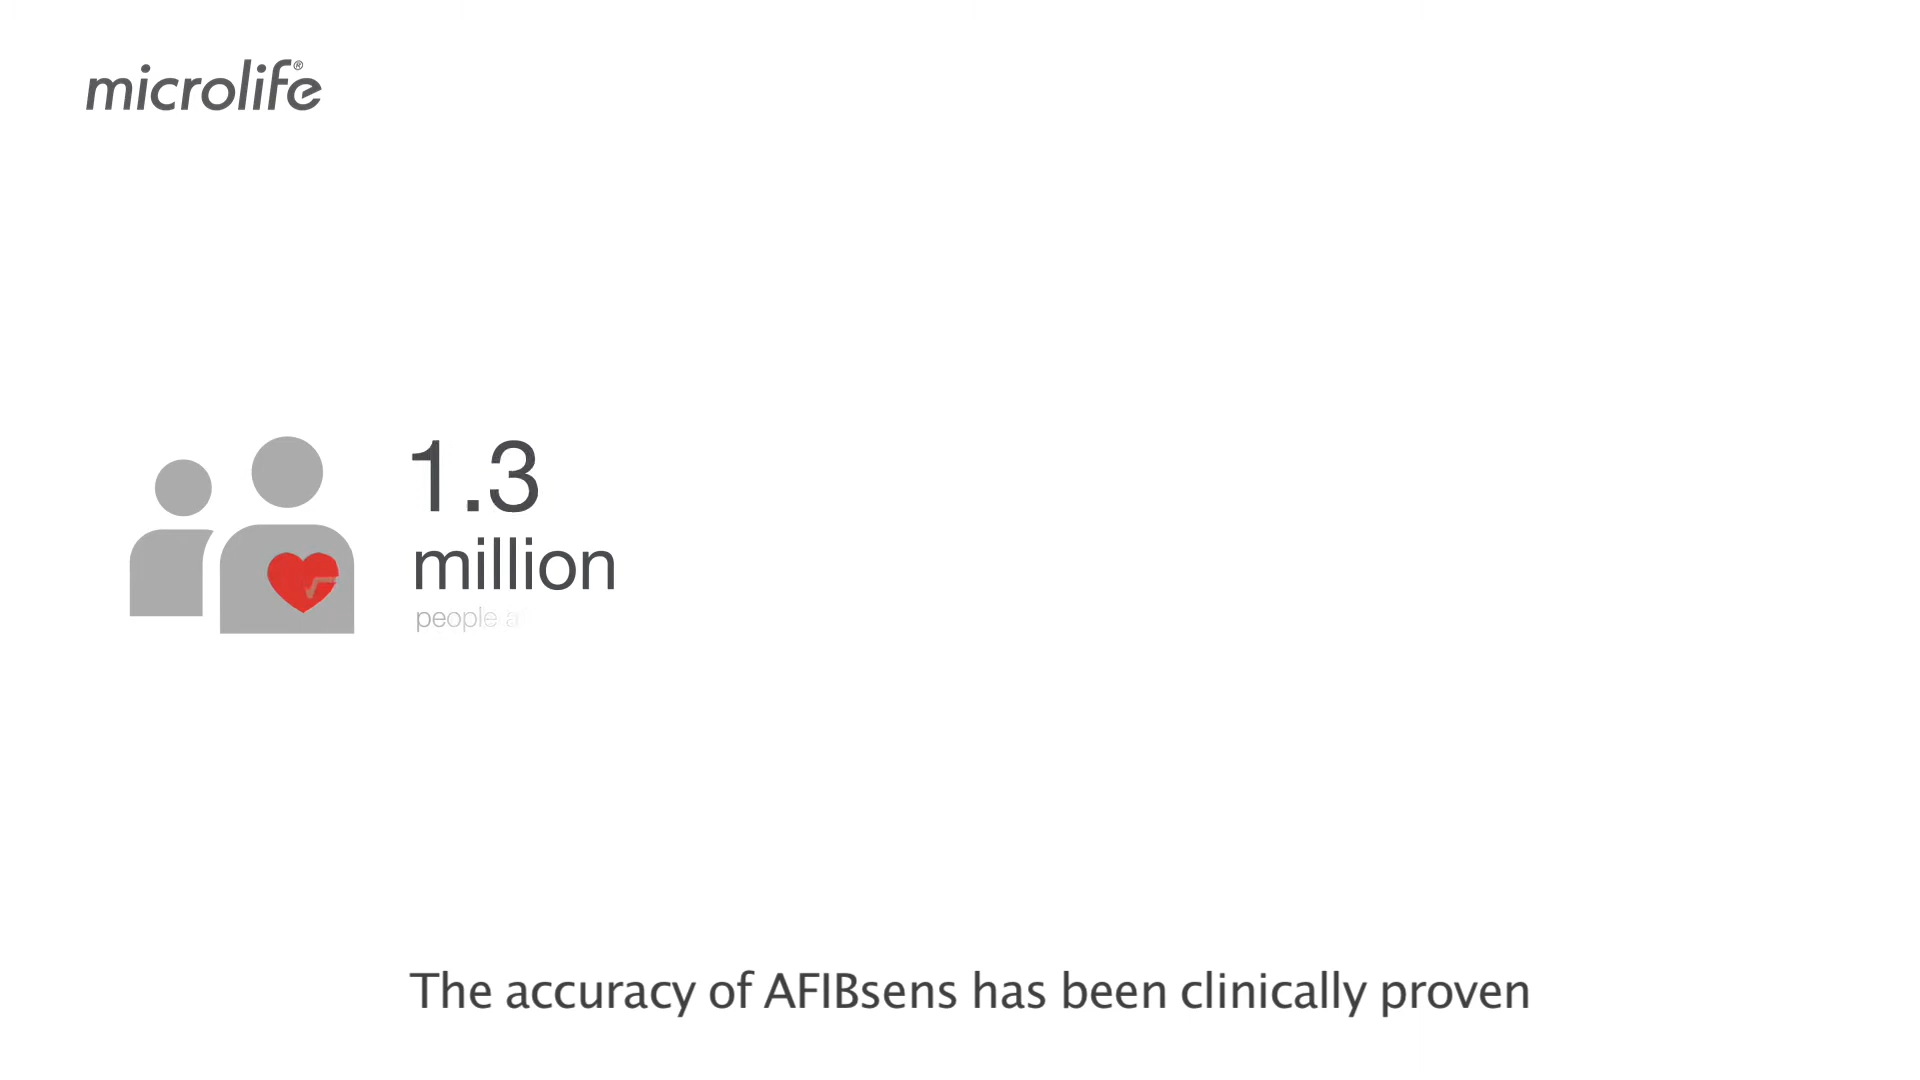 microlife®
1.3
million
people
The accuracy of AFIBsens has been clinically proven